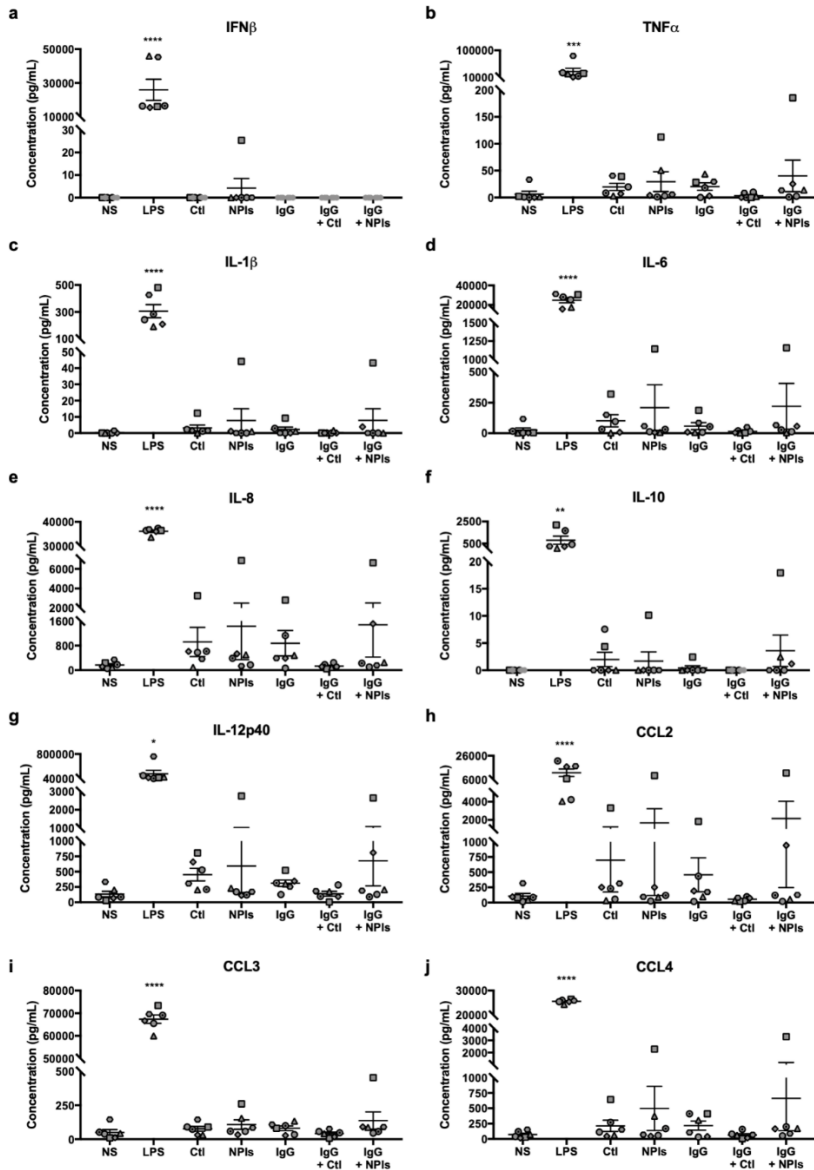 a
IFNβ
Concentration (pg/mL)
50000
30000
10000
30
20
10
0
****
NS LPS Ctl NPIs IgG IgG + Ctl IgG + NPIs
b
TNFα
Concentration (pg/mL)
100000
10000
200
150
100
50
0
***
NS LPS Ctl NPIs IgG IgG + Ctl IgG + NPIs
c
IL-1β
Concentration (pg/mL)
500
300
100
50
40
30
20
10
0
****
NS LPS Ctl NPIs IgG IgG + Ctl IgG + NPIs
d
IL-6
Concentration (pg/mL)
40000
20000
1500
1250
1000
750
500
250
0
****
NS LPS Ctl NPIs IgG IgG + Ctl IgG + NPIs
e
IL-8
Concentration (pg/mL)
40000
30000
8000
6000
4000
2000
1600
800
0
****
NS LPS Ctl NPIs IgG IgG + Ctl IgG + NPIs
f
IL-10
Concentration (pg/mL)
2500
500
20
15
10
5
0
**
NS LPS Ctl NPIs IgG IgG + Ctl IgG + NPIs
g
IL-12p40
Concentration (pg/mL)
800000
40000
3000
2000
1000
1000
750
500
250
0
*
NS LPS Ctl NPIs IgG IgG + Ctl IgG + NPIs
h
CCL2
Concentration (pg/mL)
26000
6000
4000
2000
1000
750
500
250
0
****
NS LPS Ctl NPIs IgG IgG + Ctl IgG + NPIs
i
CCL3
Concentration (pg/mL)
80000
70000
60000
50000
500
250
0
****
NS LPS Ctl NPIs IgG IgG + Ctl IgG + NPIs
j
CCL4
Concentration (pg/mL)
30000
20000
4000
3000
2000
1000
750
500
250
0
****
NS LPS Ctl NPIs IgG IgG + Ctl IgG + NPIs